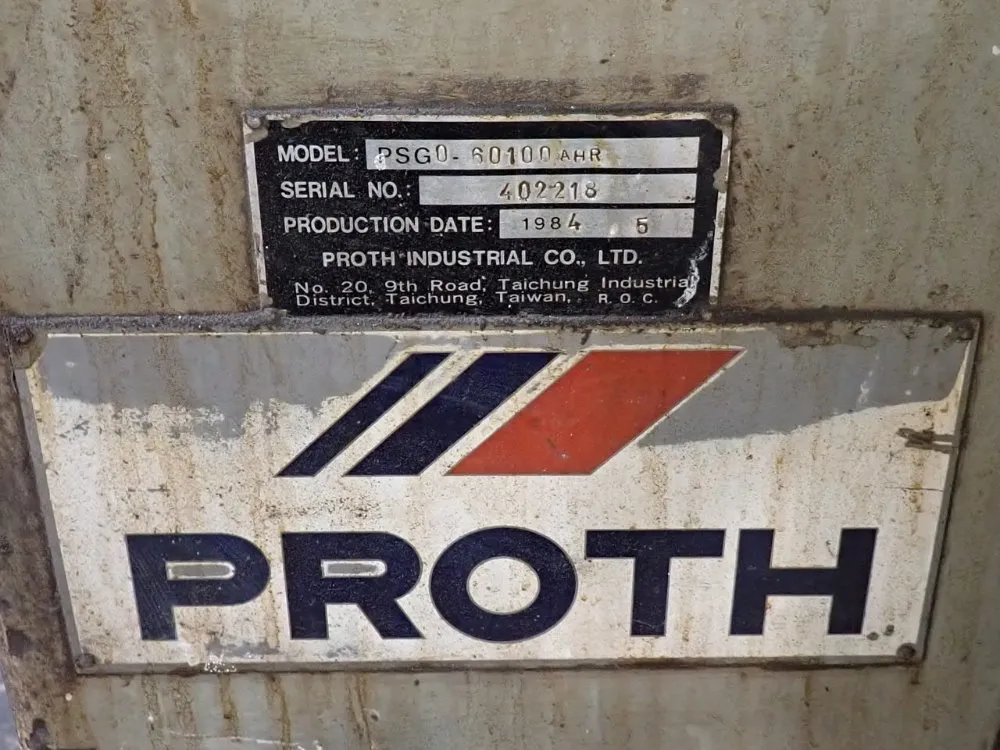 MODEL: PSG0-60100AHR
SERIAL NO.: 402218
PRODUCTION DATE: 1984 5
PROTH INDUSTRIAL CO., LTD.
No. 20, 9th Road, Taichung Industrial
District, Taichung, Taiwan, R.O.C.
PROTH